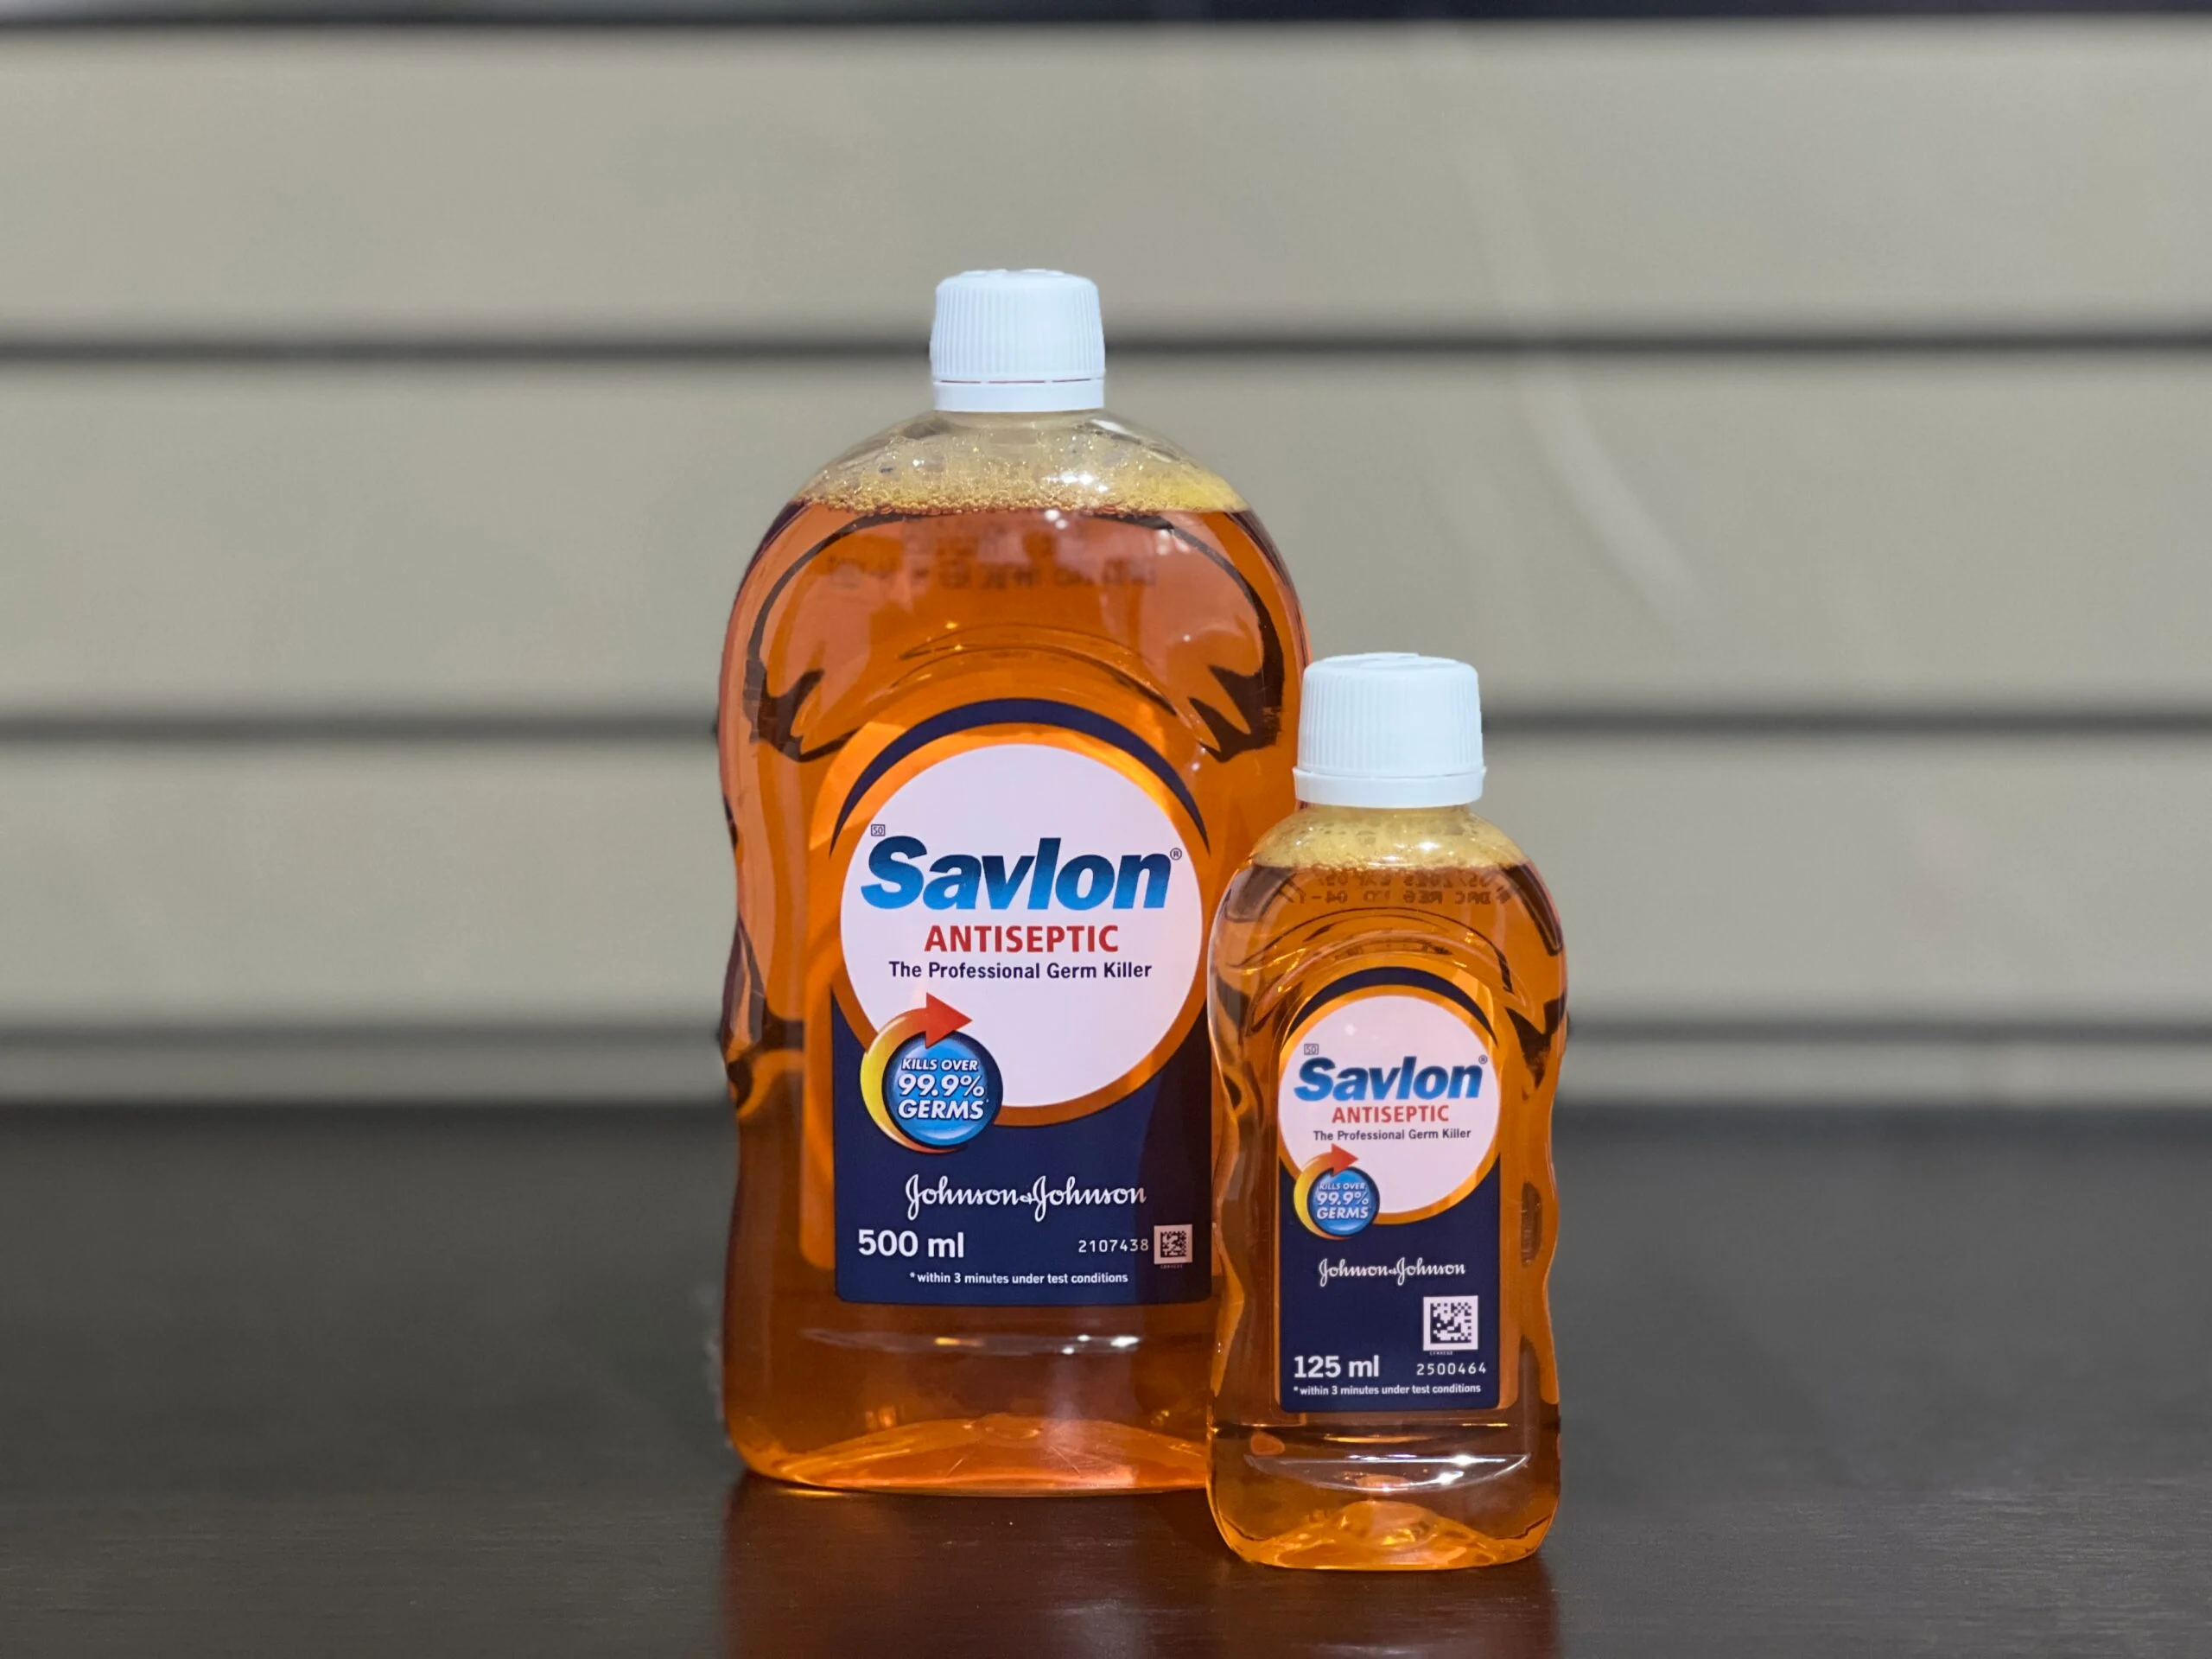 Savlon®
ANTISEPTIC
The Professional Germ Killer
KILLS OVER
99.9%
GERMS*
Johnson & Johnson
500 ml
2107438
*within 3 minutes under test conditions
Savlon®
ANTISEPTIC
The Professional Germ Killer
KILLS OVER
99.9%
GERMS
Johnson & Johnson
125 ml
2500464
*within 3 minutes under test conditions